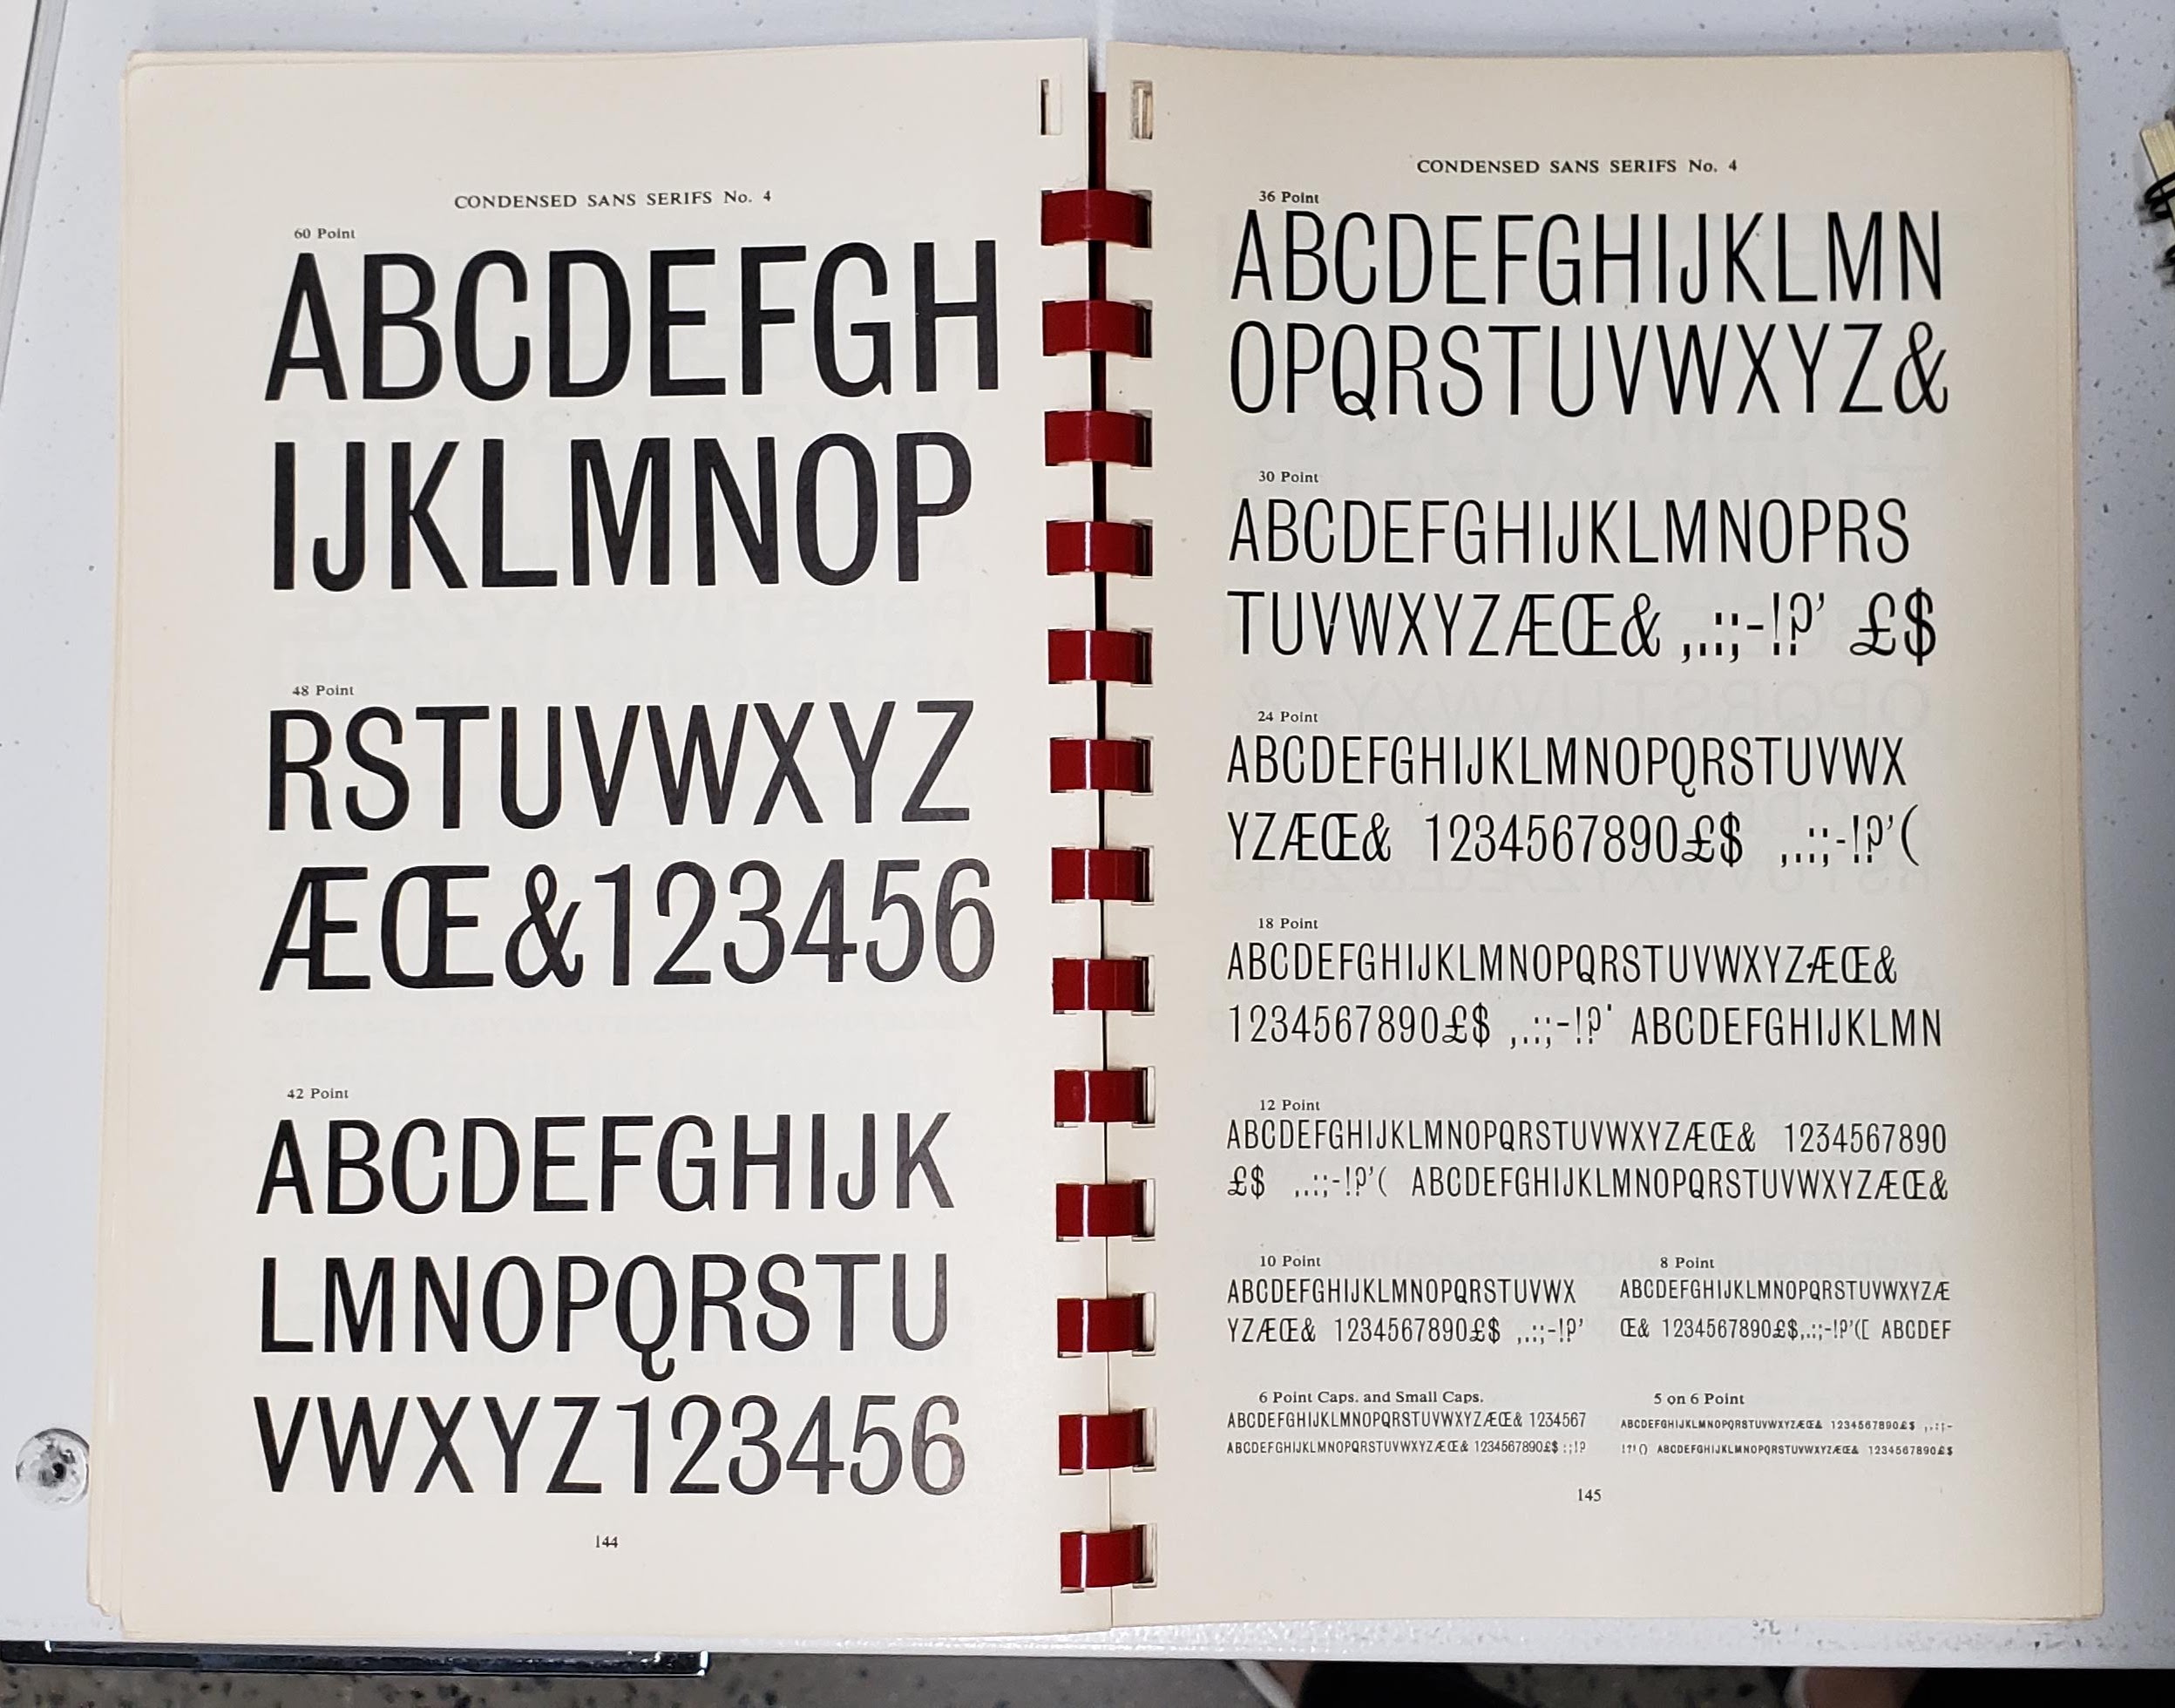 CONDENSED SANS SERIFS No. 4
60 Point
ABCDEFGH
IJKLMNOP
48 Point
RSTUVWXYZ
ÆŒ&123456
42 Point
ABCDEFGHIJK
LMNOPQRSTU
VWXYZ123456
144
CONDENSED SANS SERIFS No. 4
36 Point
ABCDEFGHIJKLMN
OPQRSTUVWXYZ&
30 Point
ABCDEFGHIJKLMNOPRS
TUVWXYZÆŒ& ,.:;-!?' £$
24 Point
ABCDEFGHIJKLMNOPQRSTUVWX
YZÆŒ& 1234567890£$ ,.:;-!?'(
18 Point
ABCDEFGHIJKLMNOPQRSTUVWXYZÆŒ&
1234567890£$ ,.:;-!?' ABCDEFGHIJKLMN
12 Point
ABCDEFGHIJKLMNOPQRSTUVWXYZÆŒ& 1234567890
£$ ,.:;-!?'( ABCDEFGHIJKLMNOPQRSTUVWXYZÆŒ&
10 Point
ABCDEFGHIJKLMNOPQRSTUVWX
YZÆŒ& 1234567890£$ ,.:;-!?'
8 Point
ABCDEFGHIJKLMNOPQRSTUVWXYZÆ
Œ& 1234567890£$,.:;-!?'([ ABCDEF
6 Point Caps. and Small Caps.
ABCDEFGHIJKLMNOPQRSTUVWXYZÆŒ& 1234567
ABCDEFGHIJKLMNOPQRSTUVWXYZÆŒ& 1234567890£$ :;!?
5 on 6 Point
ABCDEFGHIJKLMNOPQRSTUVWXYZÆŒ& 1234567890£$ ,.:;-
!?!() ABCDEFGHIJKLMNOPQRSTUVWXYZÆŒ& 1234567890£$
145